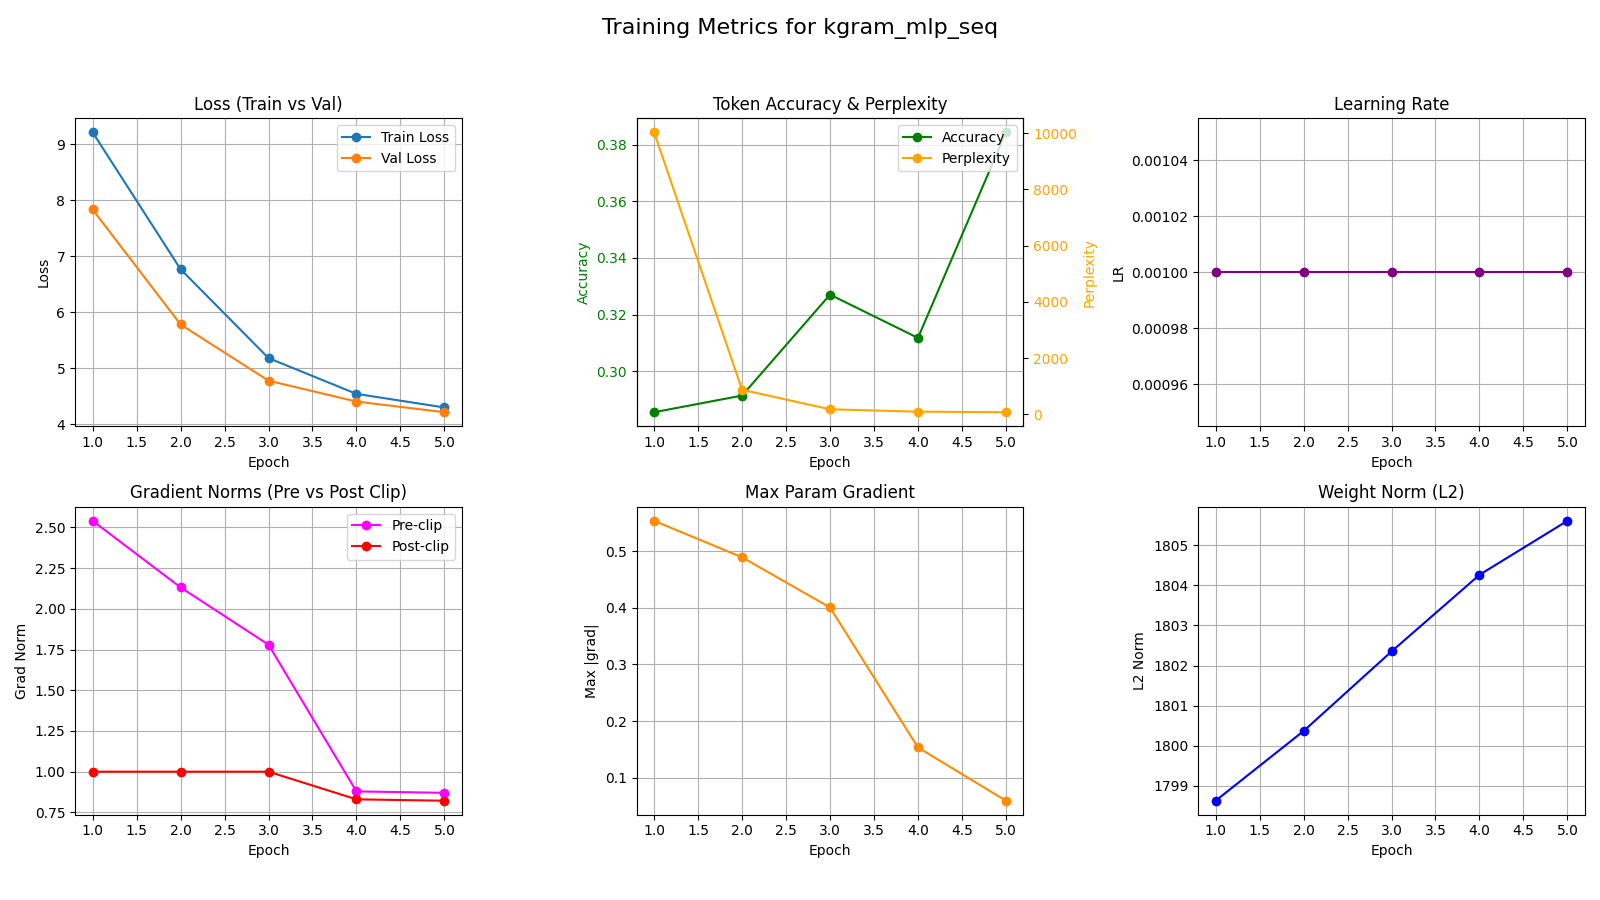 Training Metrics for kgram_mlp_seq
Loss (Train vs Val)
Train Loss
Val Loss
9
8
7
6
5
4
Loss
1.0 1.5 2.0 2.5 3.0 3.5 4.0 4.5 5.0
Epoch
Token Accuracy & Perplexity
Accuracy
Perplexity
0.38
0.36
0.34
0.32
0.30
Accuracy
10000
8000
6000
4000
2000
0
Perplexity
1.0 1.5 2.0 2.5 3.0 3.5 4.0 4.5 5.0
Epoch
Learning Rate
0.00104
0.00102
0.00100
0.00098
0.00096
LR
1.0 1.5 2.0 2.5 3.0 3.5 4.0 4.5 5.0
Epoch
Gradient Norms (Pre vs Post Clip)
Pre-clip
Post-clip
2.50
2.25
2.00
1.75
1.50
1.25
1.00
0.75
Grad Norm
1.0 1.5 2.0 2.5 3.0 3.5 4.0 4.5 5.0
Epoch
Max Param Gradient
0.5
0.4
0.3
0.2
0.1
Max |grad|
1.0 1.5 2.0 2.5 3.0 3.5 4.0 4.5 5.0
Epoch
Weight Norm (L2)
1805
1804
1803
1802
1801
1800
1799
L2 Norm
1.0 1.5 2.0 2.5 3.0 3.5 4.0 4.5 5.0
Epoch